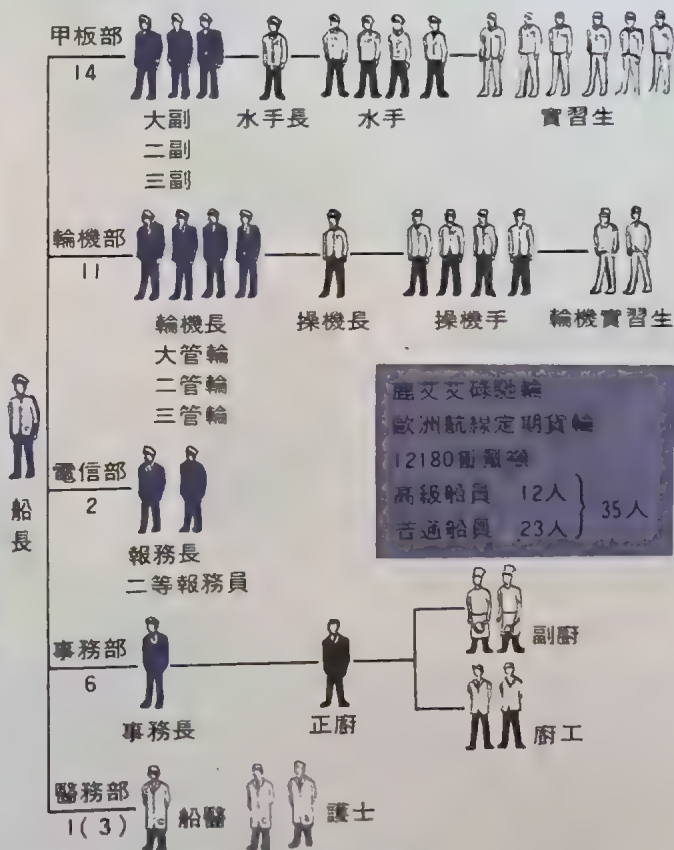 甲板部
14
大副
二副
三副
水手長
水手
實習生
輪機部
11
輪機長
大管輪
二管輪
三管輪
操機長
操機手
輪機實習生
船長
電信部
2
報務長
二等報務員
歐洲航線定期貨輪
12180
高級船員 12人
普通船員 23人
35人
事務部
6
事務長
正廚
副廚
廚工
醫務部
1(3)
船醫
護士